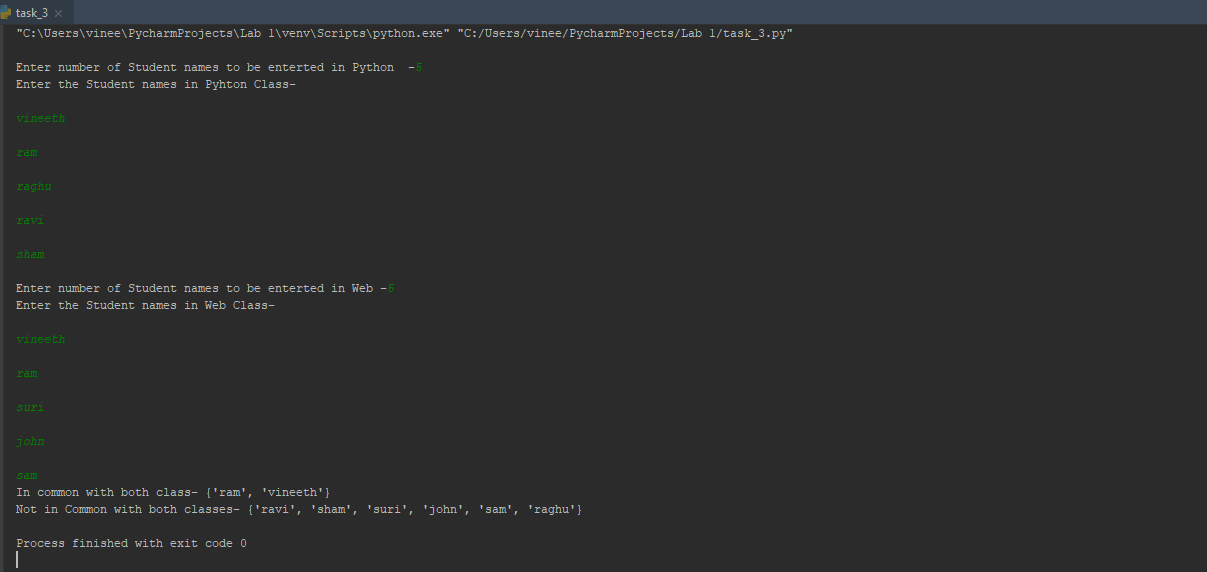 task_3
"C:\Users\vinee\PycharmProjects\Lab 1\venv\Scripts\python.exe" "C:/Users/vinee/PycharmProjects/Lab 1/task_3.py"
Enter number of Student names to be enterted in Python  -5
Enter the Student names in Pyhton Class-
vineeth
ram
raghu
ravi
sham
Enter number of Student names to be enterted in Web -5
Enter the Student names in Web Class-
vineeth
ram
suri
john
sam
In common with both class- {'ram', 'vineeth'}
Not in Common with both classes- {'ravi', 'sham', 'suri', 'john', 'sam', 'raghu'}
Process finished with exit code 0